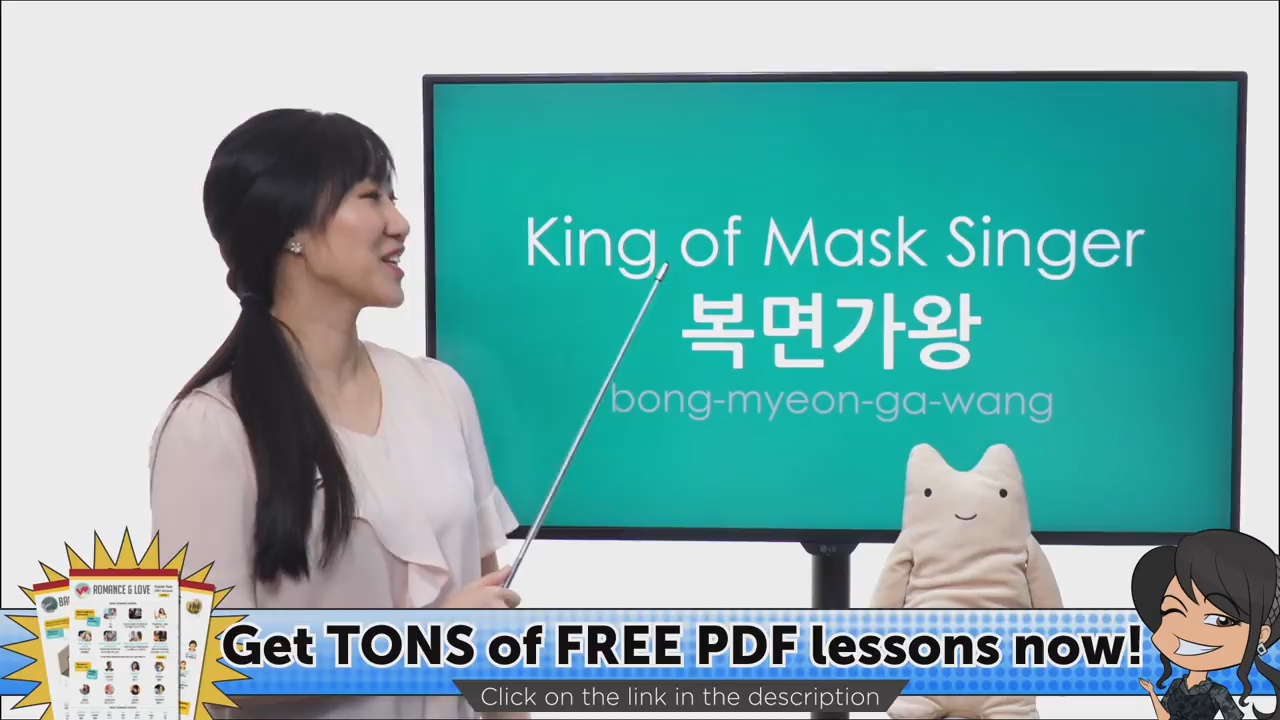 King of Mask Singer
복면가왕
bong-myeon-ga-wang
LG
ROMANCE & LOVE
Get TONS of FREE PDF lessons now!
Click on the link in the description